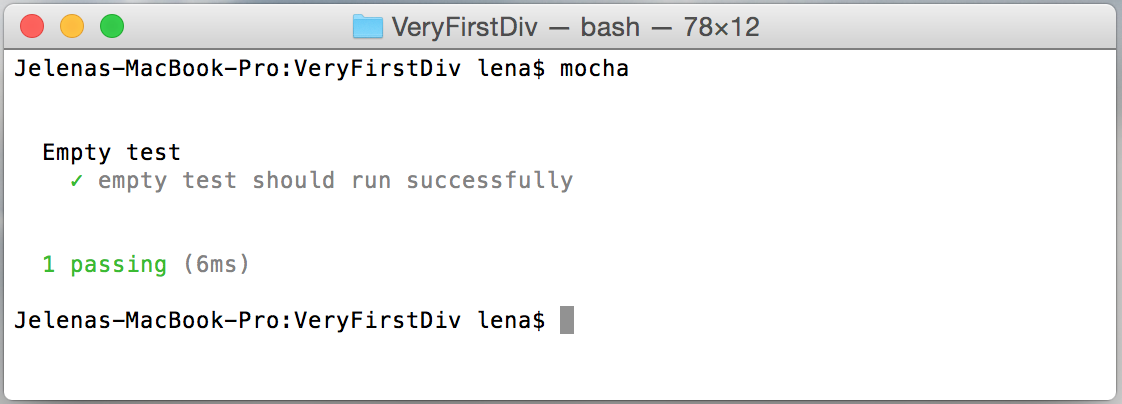 VeryFirstDiv — bash — 78×12
Jelenas-MacBook-Pro:VeryFirstDiv lena$ mocha
Empty test
✓ empty test should run successfully
1 passing (6ms)
Jelenas-MacBook-Pro:VeryFirstDiv lena$